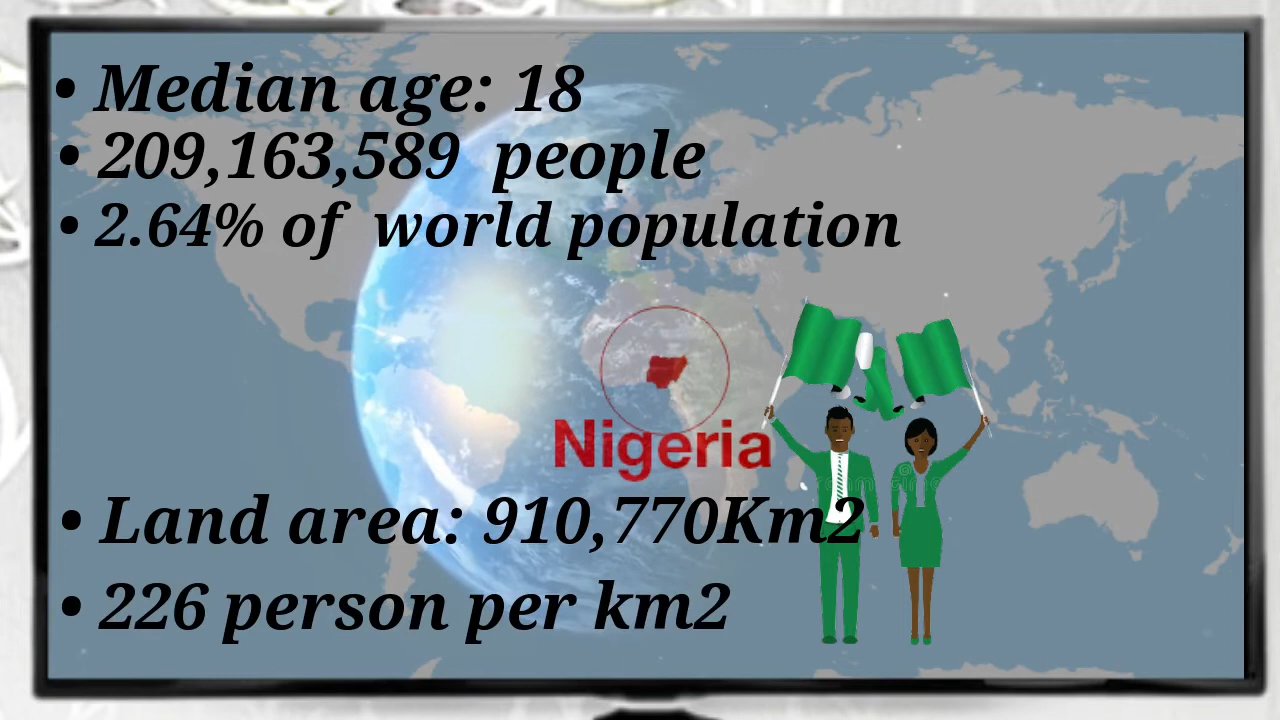 • Median age: 18
• 209,163,589 people
• 2.64% of world population
Nigeria
• Land area: 910,770Km2
• 226 person per km2